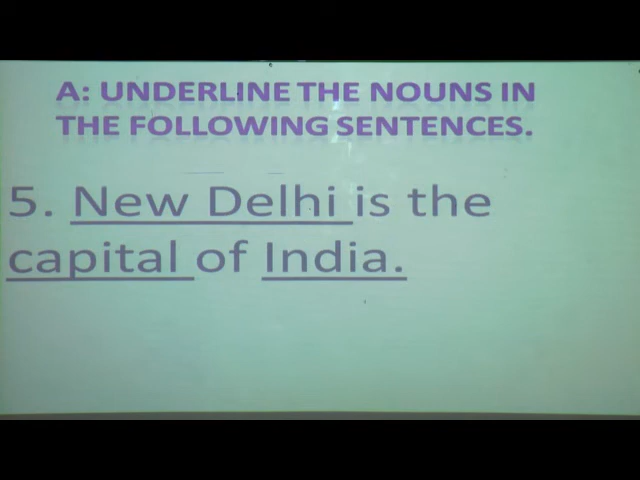 A: UNDERLINE THE NOUNS IN
THE FOLLOWING SENTENCES.
5. New Delhi is the
capital of India.